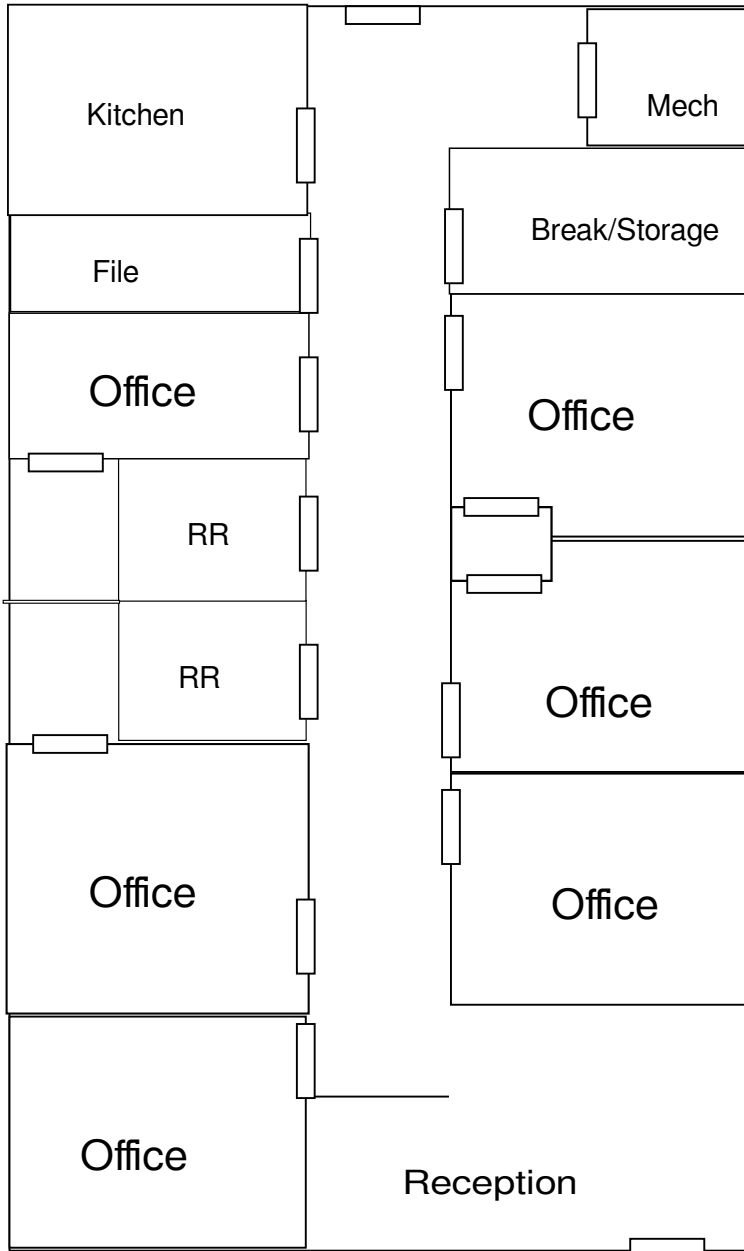 Kitchen
Mech
Break/Storage
File
Office
Office
RR
RR
Office
Office
Office
Office
Reception